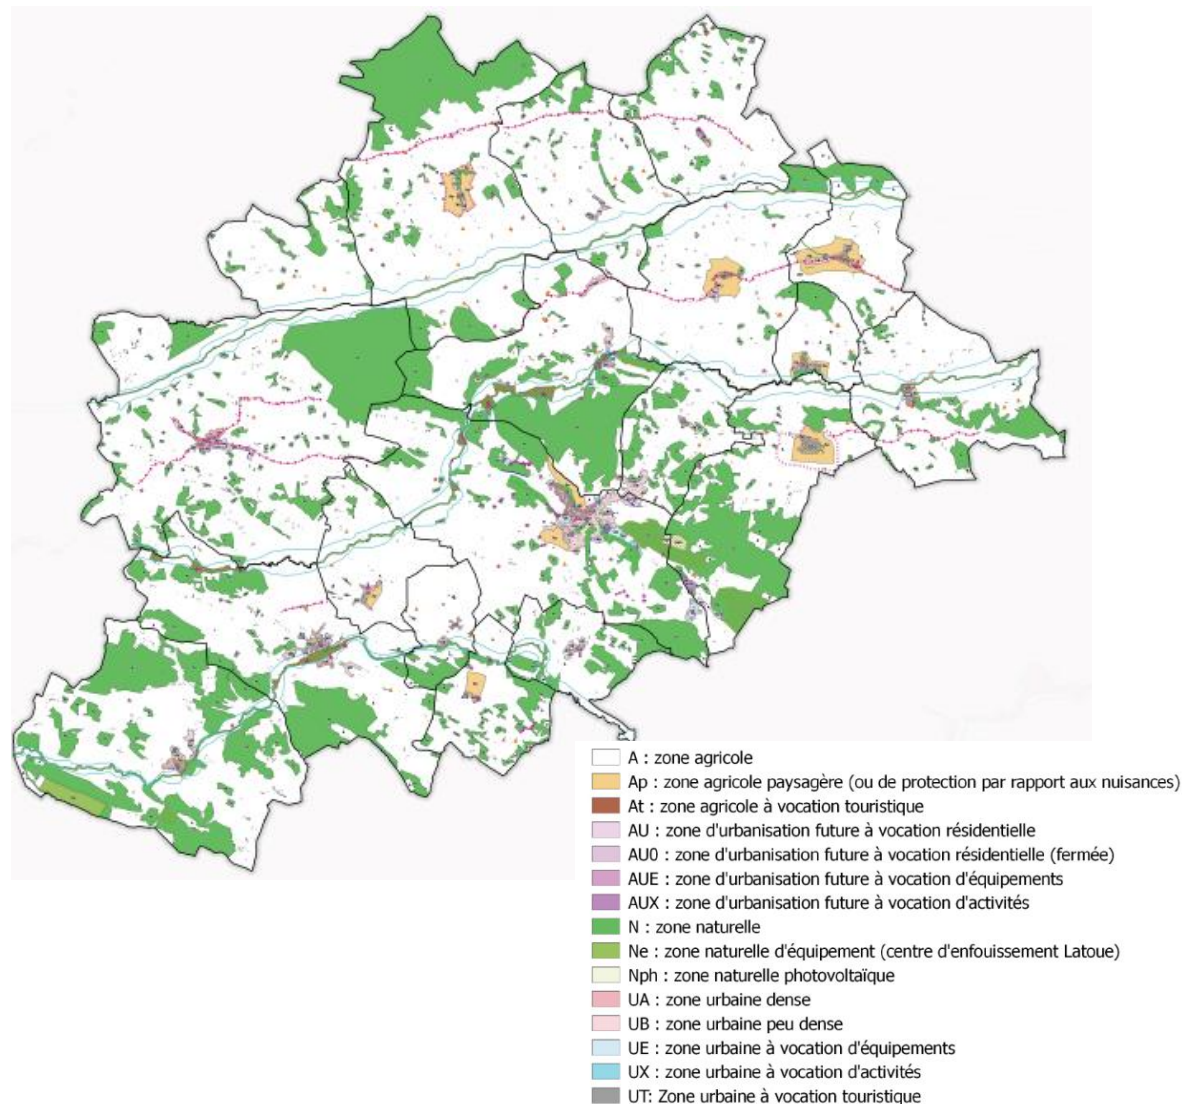 A : zone agricole
Ap : zone agricole paysagère (ou de protection par rapport aux nuisances)
At : zone agricole à vocation touristique
AU : zone d'urbanisation future à vocation résidentielle
AU0 : zone d'urbanisation future à vocation résidentielle (fermée)
AUE : zone d'urbanisation future à vocation d'équipements
AUX : zone d'urbanisation future à vocation d'activités
N : zone naturelle
Ne : zone naturelle d'équipement (centre d'enfouissement Latoue)
Nph : zone naturelle photovoltaïque
UA : zone urbaine dense
UB : zone urbaine peu dense
UE : zone urbaine à vocation d'équipements
UX : zone urbaine à vocation d'activités
UT: Zone urbaine à vocation touristique